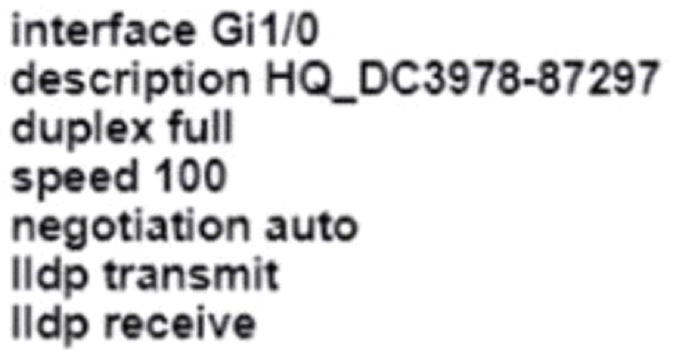 interface Gi1/0
description HQ_DC3978-87297
duplex full
speed 100
negotiation auto
lldp transmit
lldp receive